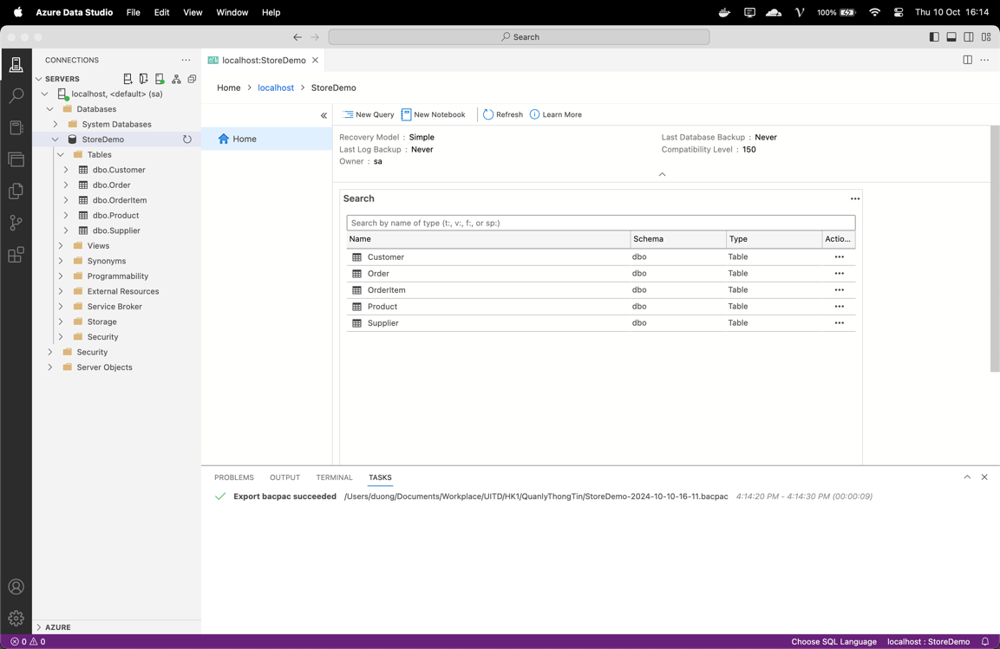 Azure Data Studio File Edit View Window Help 100% Thu 10 Oct 16:14
Search
CONNECTIONS
localhost:StoreDemo
SERVERS
localhost, <default> (sa)
Databases
System Databases
StoreDemo
Tables
dbo.Customer
dbo.Order
dbo.OrderItem
dbo.Product
dbo.Supplier
Views
Synonyms
Programmability
External Resources
Service Broker
Storage
Security
Security
Server Objects
AZURE
Home > localhost > StoreDemo
New Query New Notebook Refresh Learn More
Home
Recovery Model : Simple Last Database Backup : Never
Last Log Backup : Never Compatibility Level : 150
Owner : sa
Search
Search by name of type (t:, v:, f:, or sp:)
Name Schema Type Actio...
Customer dbo Table
Order dbo Table
OrderItem dbo Table
Product dbo Table
Supplier dbo Table
PROBLEMS OUTPUT TERMINAL TASKS
Export bacpac succeeded /Users/duong/Documents/Workplace/UITD/HK1/QuanlyThongTin/StoreDemo-2024-10-10-16-11.bacpac 4:14:20 PM - 4:14:30 PM (00:00:09)
0 0 Choose SQL Language localhost : StoreDemo